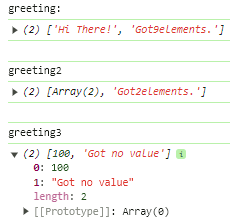 greeting:
▶ (2) ['Hi There!', 'Got9elements.']
greeting2
▶ (2) [Array(2), 'Got2elements.']
greeting3
▼ (2) [100, 'Got no value'] i
0: 100
1: "Got no value"
length: 2
▶ [[Prototype]]: Array(0)